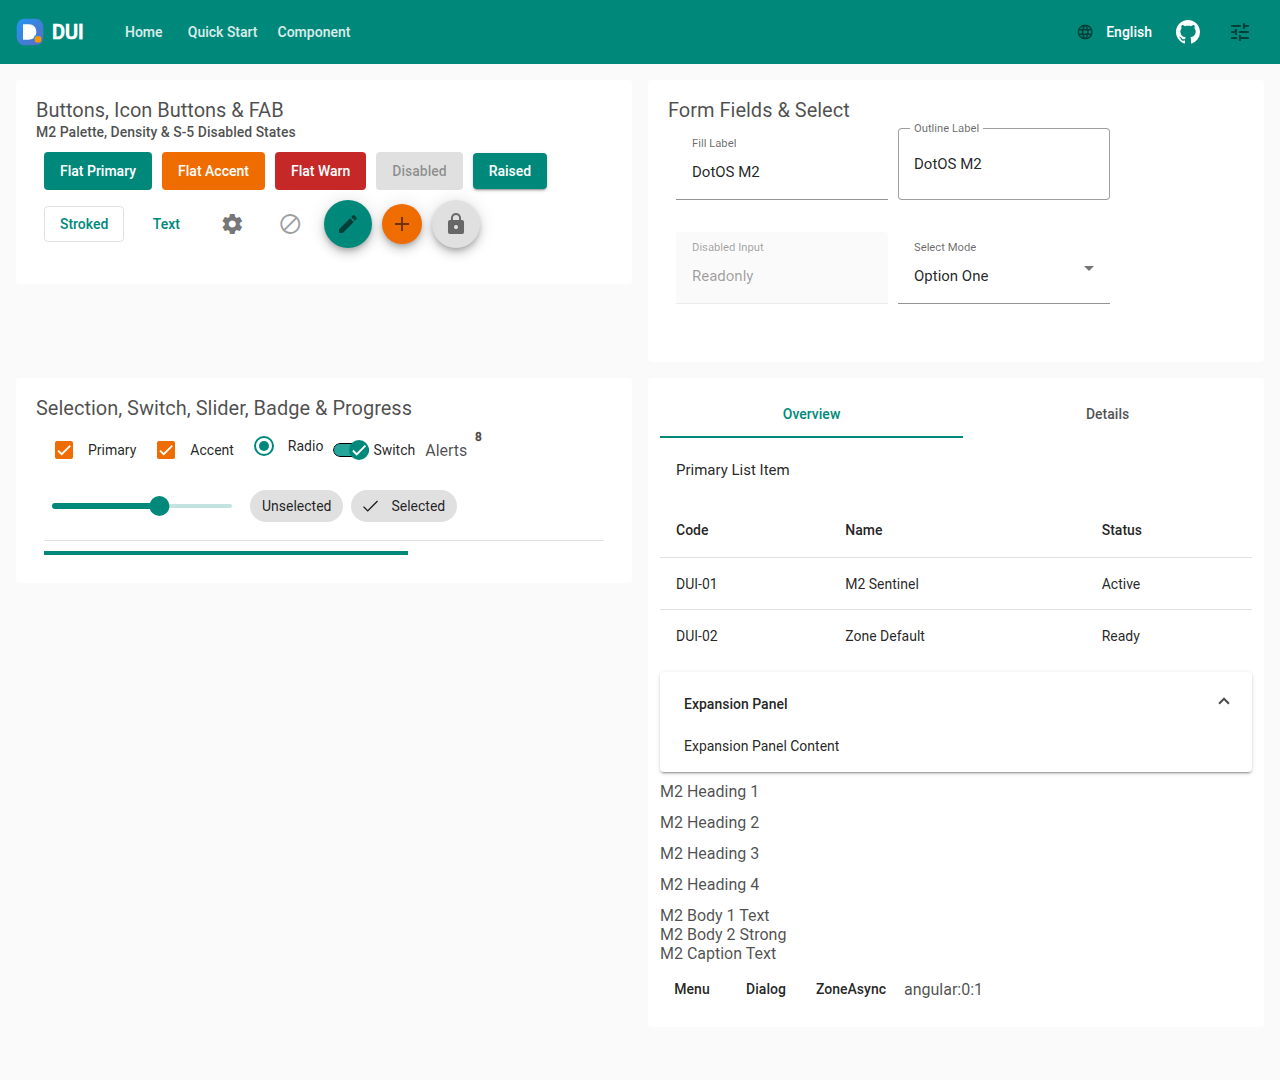 DUI
Home
Quick Start
Component
English
Buttons, Icon Buttons & FAB
M2 Palette, Density & S-5 Disabled States
Flat Primary
Flat Accent
Flat Warn
Disabled
Raised
Stroked
Text
Form Fields & Select
Fill Label
DotOS M2
Outline Label
DotOS M2
Disabled Input
Readonly
Select Mode
Option One
Selection, Switch, Slider, Badge & Progress
Primary
Accent
Radio
Switch
Alerts
8
Unselected
Selected
Overview
Details
Primary List Item
Code
Name
Status
DUI-01
M2 Sentinel
Active
DUI-02
Zone Default
Ready
Expansion Panel
Expansion Panel Content
M2 Heading 1
M2 Heading 2
M2 Heading 3
M2 Heading 4
M2 Body 1 Text
M2 Body 2 Strong
M2 Caption Text
Menu
Dialog
ZoneAsync
angular:0:1